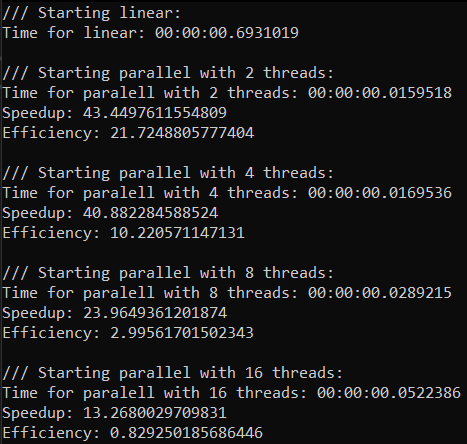 /// Starting linear:
Time for linear: 00:00:00.6931019
/// Starting parallel with 2 threads:
Time for paralell with 2 threads: 00:00:00.0159518
Speedup: 43.4497611554809
Efficiency: 21.7248805777404
/// Starting parallel with 4 threads:
Time for paralell with 4 threads: 00:00:00.0169536
Speedup: 40.882284588524
Efficiency: 10.220571147131
/// Starting parallel with 8 threads:
Time for paralell with 8 threads: 00:00:00.0289215
Speedup: 23.9649361201874
Efficiency: 2.99561701502343
/// Starting parallel with 16 threads:
Time for paralell with 16 threads: 00:00:00.0522386
Speedup: 13.2680029709831
Efficiency: 0.829250185686446